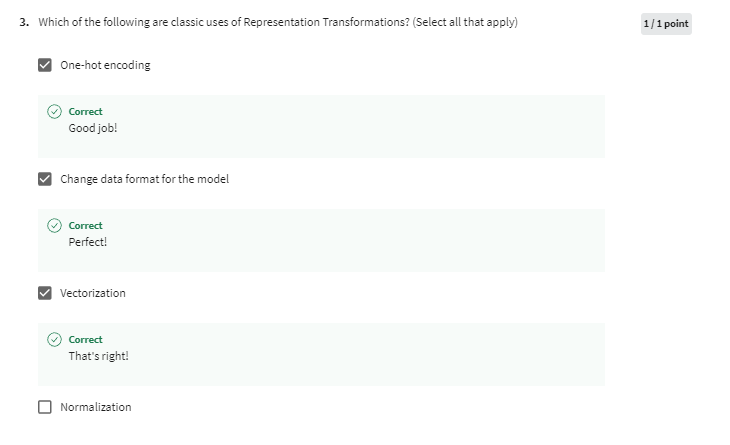 3. Which of the following are classic uses of Representation Transformations? (Select all that apply)
1 / 1 point
One-hot encoding
Correct
Good job!
Change data format for the model
Correct
Perfect!
Vectorization
Correct
That's right!
Normalization